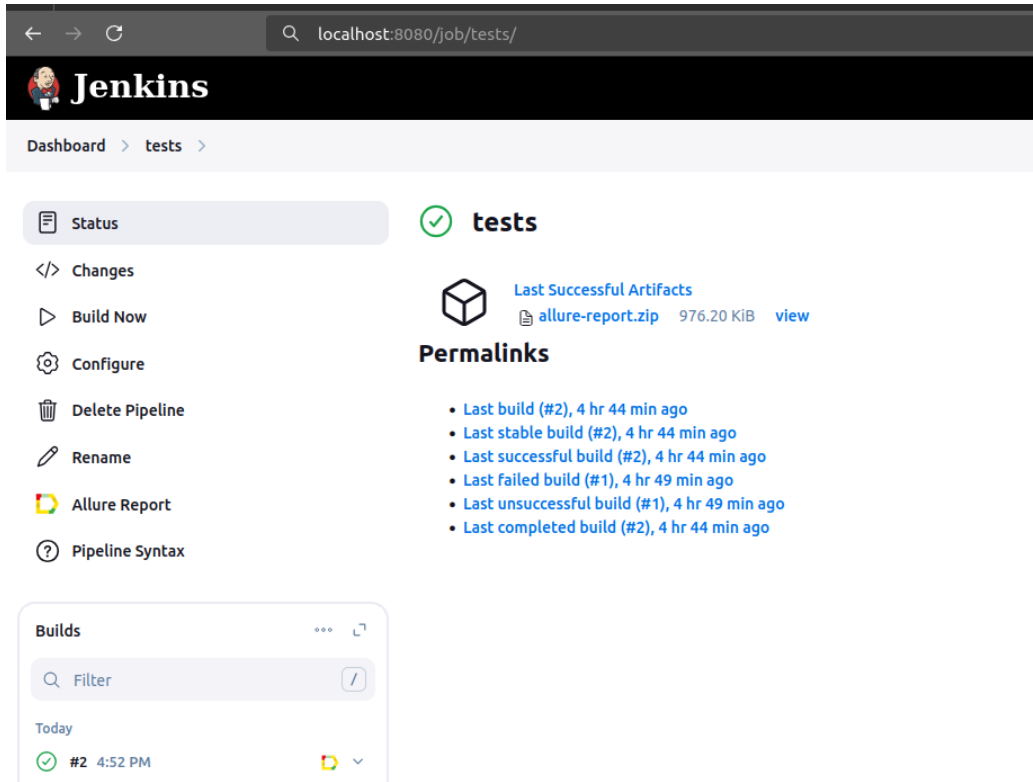 localhost:8080/job/tests/
Jenkins
Dashboard > tests >
Status
</> Changes
Build Now
Configure
Delete Pipeline
Rename
Allure Report
Pipeline Syntax
tests
Last Successful Artifacts
allure-report.zip 976.20 KiB view
Permalinks
• Last build (#2), 4 hr 44 min ago
• Last stable build (#2), 4 hr 44 min ago
• Last successful build (#2), 4 hr 44 min ago
• Last failed build (#1), 4 hr 49 min ago
• Last unsuccessful build (#1), 4 hr 49 min ago
• Last completed build (#2), 4 hr 44 min ago
Builds
Filter /
Today
#2 4:52 PM